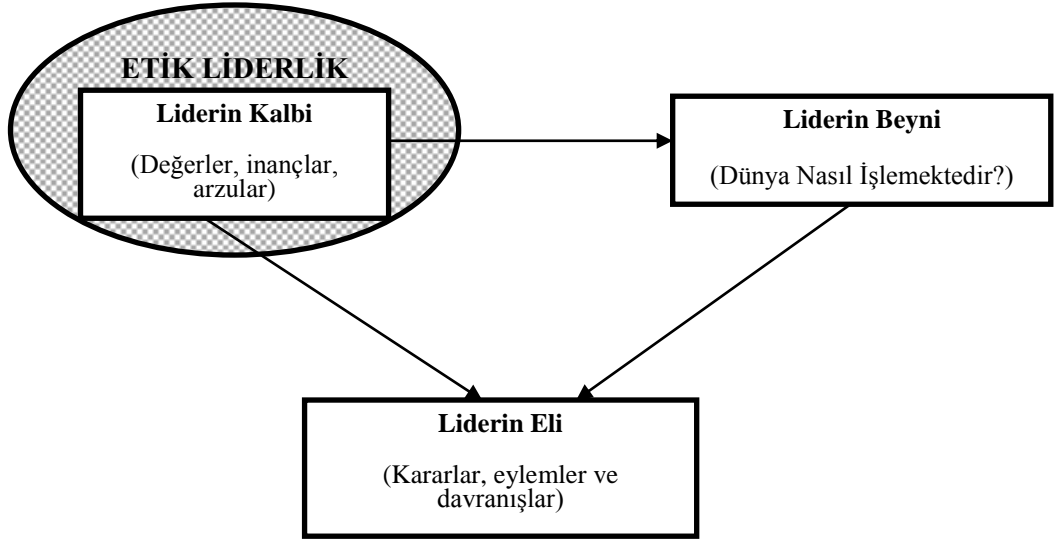 ETİK LİDERLİK
Liderin Kalbi
(Değerler, inançlar,
arzular)
Liderin Beyni
(Dünya Nasıl İşlemektedir?)
Liderin Eli
(Kararlar, eylemler ve
davranışlar)